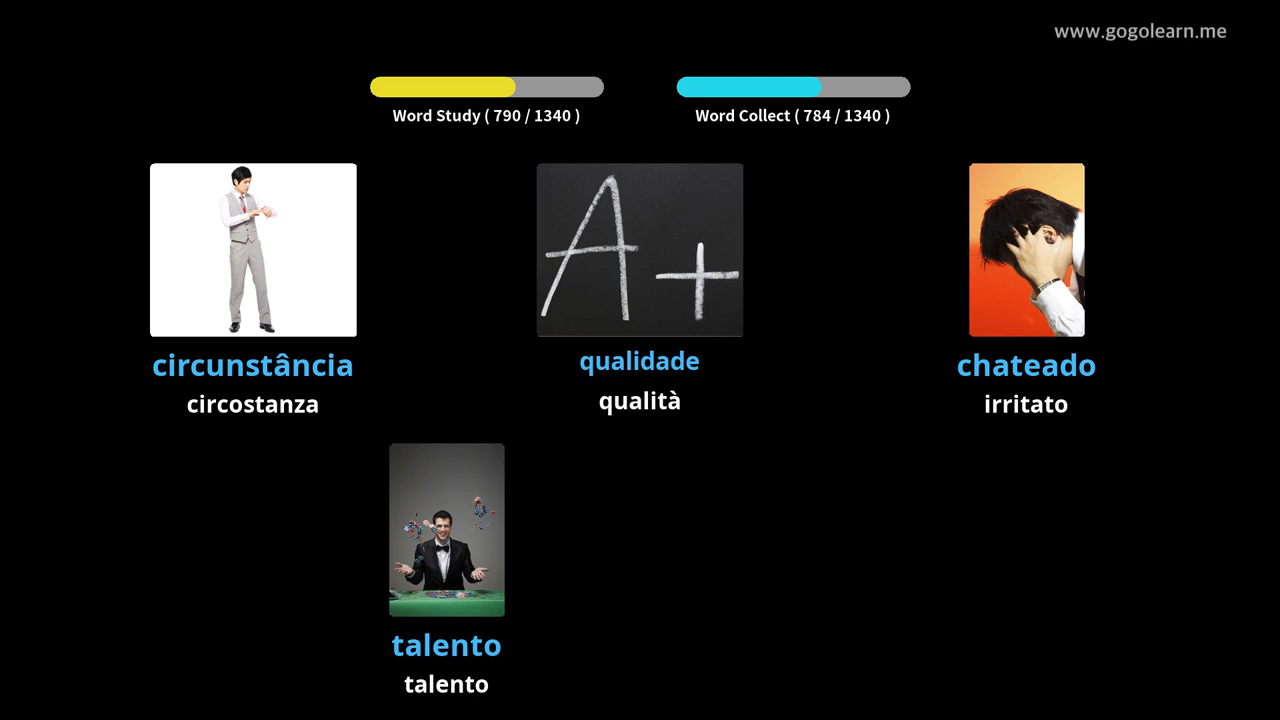 www.gogolearn.me
Word Study ( 790 / 1340 )
Word Collect ( 784 / 1340 )
A+
circunstância
circostanza
qualidade
qualità
chateado
irritato
talento
talento